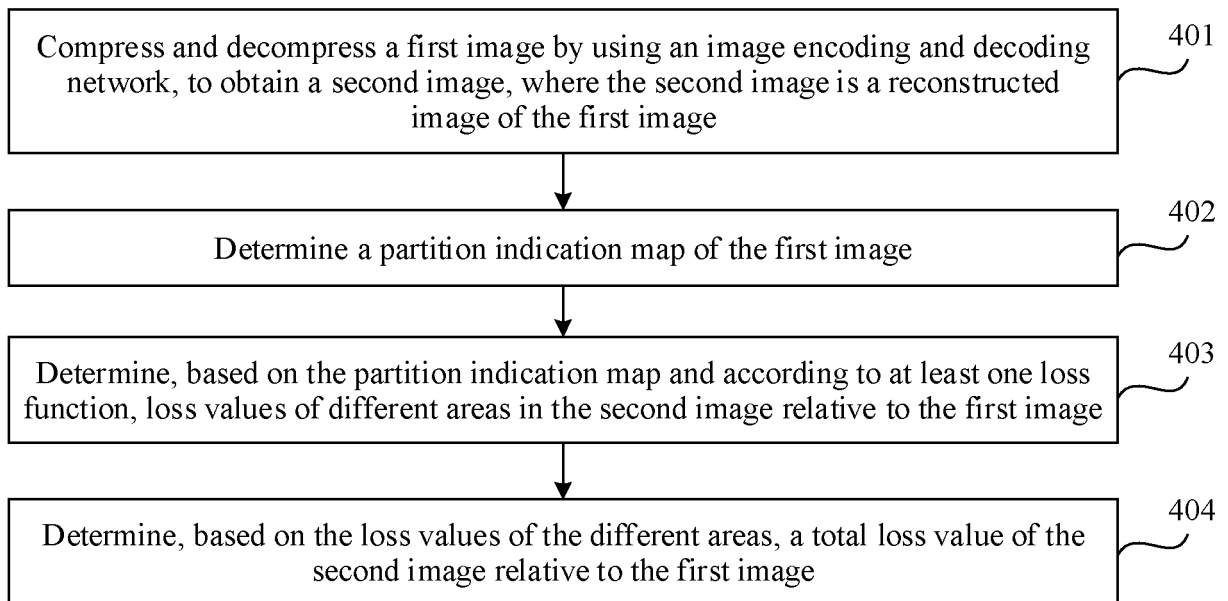 Compress and decompress a first image by using an image encoding and decoding
network, to obtain a second image, where the second image is a reconstructed
image of the first image
401
Determine a partition indication map of the first image
402
Determine, based on the partition indication map and according to at least one loss
function, loss values of different areas in the second image relative to the first image
403
Determine, based on the loss values of the different areas, a total loss value of the
second image relative to the first image
404